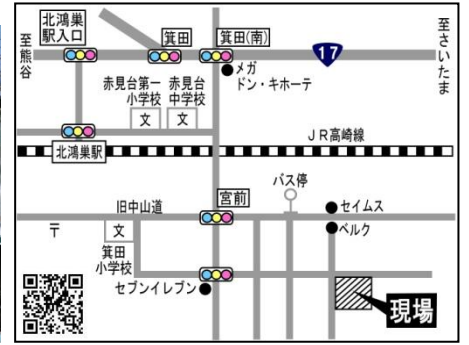 北鴻巣
駅入口
箕田
箕田(南)
至熊谷
17
至さいたま
メガ
ドン・キホーテ
赤見台第一
小学校
赤見台
中学校
文
文
JR高崎線
北鴻巣駅
バス停
宮前
旧中山道
セイムス
〒
文
ベルク
箕田
小学校
セブンイレブン
現場